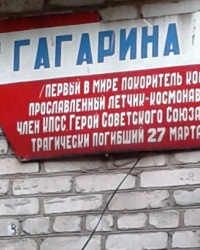 ГАГАРИНА
ПЕРВЫЙ В МИРЕ ПОКОРИТЕЛЬ КО
ПРОСЛАВЛЕННЫЙ ЛЕТЧИК-КОСМОНАВ
ЧЛЕН КПСС ГЕРОЙ СОВЕТСКОГО СОЮЗА
ТРАГИЧЕСКИ ПОГИБШИЙ 27 МАРТА